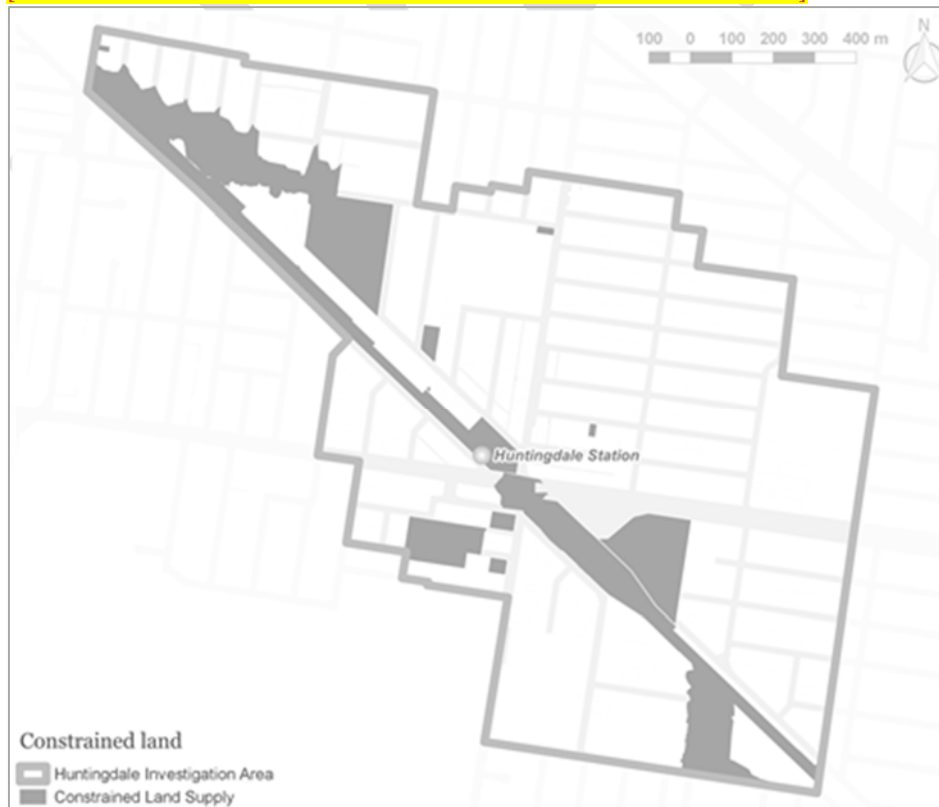 100 0 100 200 300 400 m
N
Huntingdale Station
Constrained land
Huntingdale Investigation Area
Constrained Land Supply